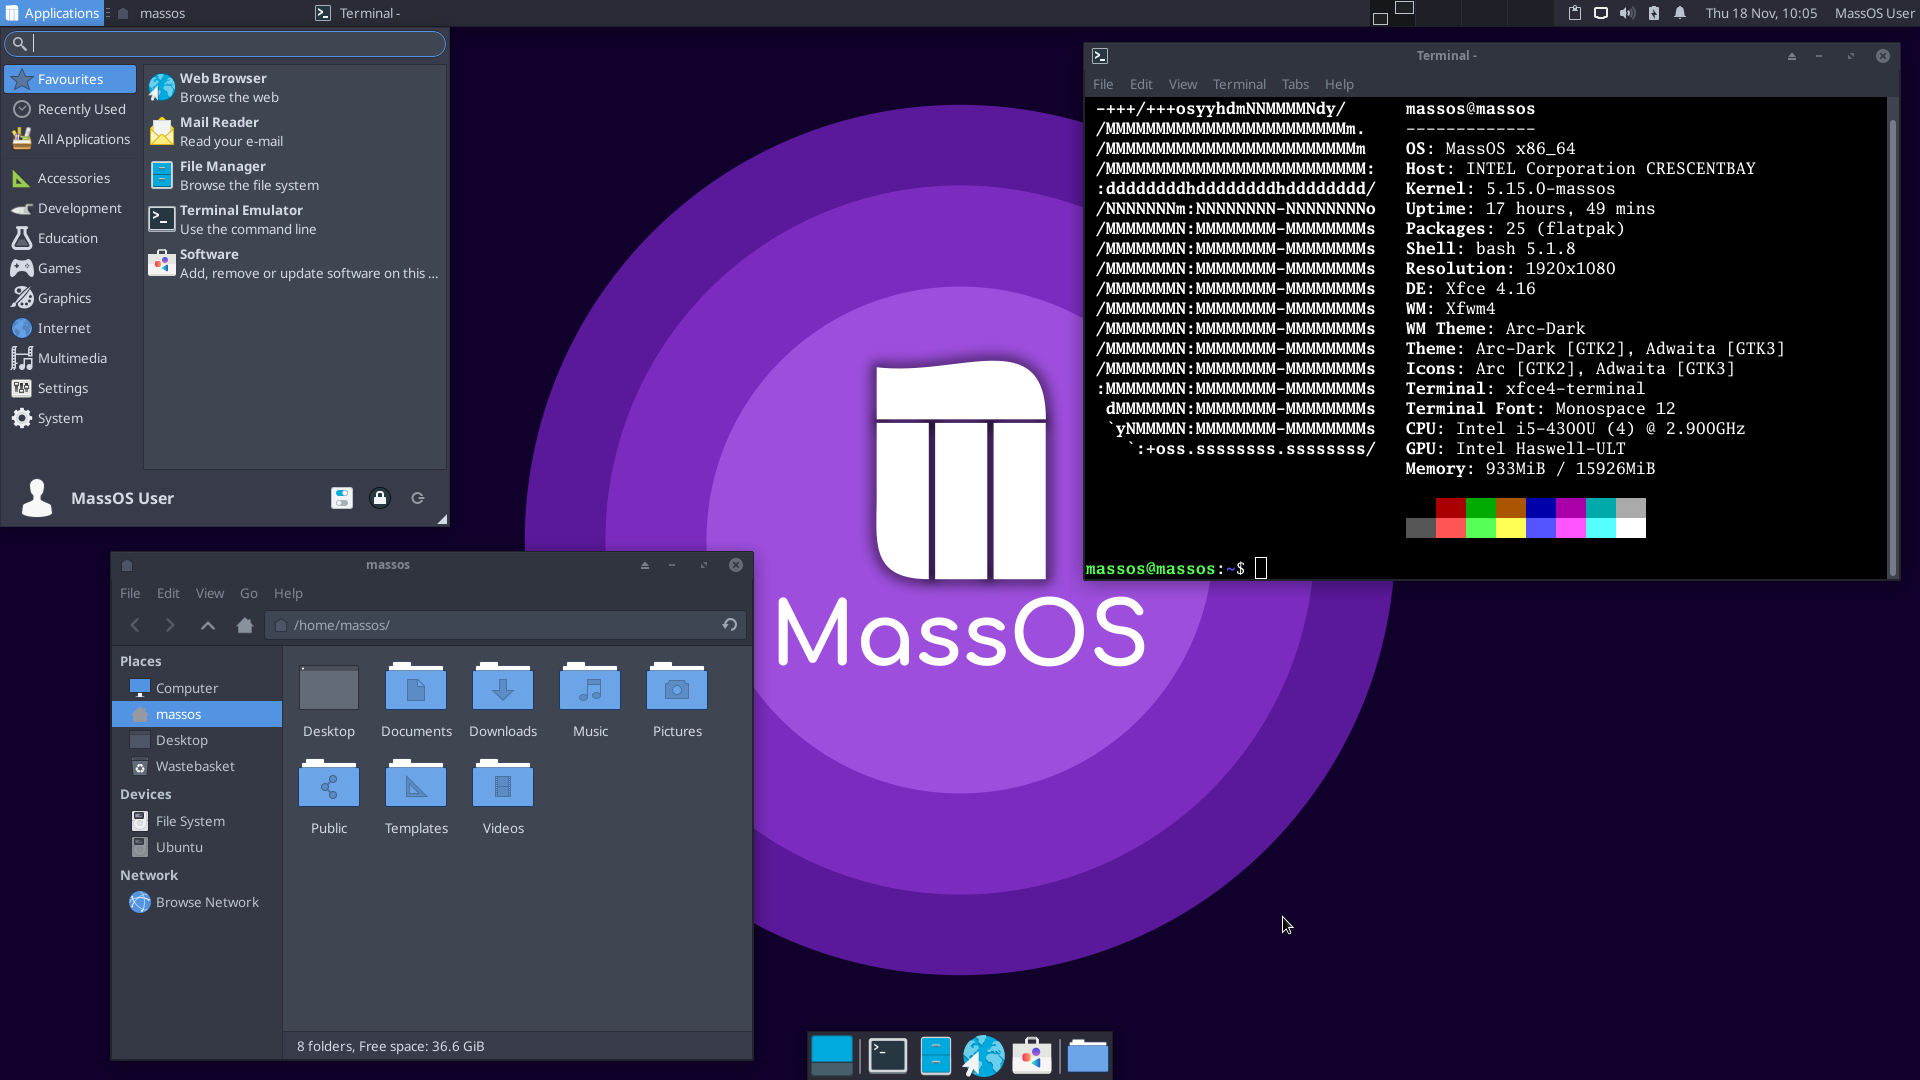 Applications
massos
Terminal -
Thu 18 Nov, 10:05
MassOS User
Favourites
Recently Used
All Applications
Accessories
Development
Education
Games
Graphics
Internet
Multimedia
Settings
System
Web Browser
Browse the web
Mail Reader
Read your e-mail
File Manager
Browse the file system
Terminal Emulator
Use the command line
Software
Add, remove or update software on this ...
MassOS User
Terminal -
File Edit View Terminal Tabs Help
-+++/+++osyyhdmNNMMMMNdy/ massos@massos
/MMMMMMMMMMMMMMMMMMMMMMMMm. -------------
/MMMMMMMMMMMMMMMMMMMMMMMMMm OS: MassOS x86_64
/MMMMMMMMMMMMMMMMMMMMMMMMMM: Host: INTEL Corporation CRESCENTBAY
:ddddddddhddddddddhdddddddd/ Kernel: 5.15.0-massos
/NNNNNNNm:NNNNNNNN-NNNNNNNNo Uptime: 17 hours, 49 mins
/MMMMMMMN:MMMMMMMM-MMMMMMMMs Packages: 25 (flatpak)
/MMMMMMMN:MMMMMMMM-MMMMMMMMs Shell: bash 5.1.8
/MMMMMMMN:MMMMMMMM-MMMMMMMMs Resolution: 1920x1080
/MMMMMMMN:MMMMMMMM-MMMMMMMMs DE: Xfce 4.16
/MMMMMMMN:MMMMMMMM-MMMMMMMMs WM: Xfwm4
/MMMMMMMN:MMMMMMMM-MMMMMMMMs WM Theme: Arc-Dark
/MMMMMMMN:MMMMMMMM-MMMMMMMMs Theme: Arc-Dark [GTK2], Adwaita [GTK3]
/MMMMMMMN:MMMMMMMM-MMMMMMMMs Icons: Arc [GTK2], Adwaita [GTK3]
:MMMMMMMN:MMMMMMMM-MMMMMMMMs Terminal: xfce4-terminal
dMMMMMMN:MMMMMMMM-MMMMMMMMs Terminal Font: Monospace 12
`yNMMMMN:MMMMMMMM-MMMMMMMMs CPU: Intel i5-4300U (4) @ 2.900GHz
`:+oss.ssssssss.ssssssss/ GPU: Intel Haswell-ULT
Memory: 933MiB / 15926MiB
massos@massos:~$
MassOS
massos
File Edit View Go Help
/home/massos/
Places
Computer
massos
Desktop
Wastebasket
Devices
File System
Ubuntu
Network
Browse Network
Desktop Documents Downloads Music Pictures
Public Templates Videos
8 folders, Free space: 36.6 GiB